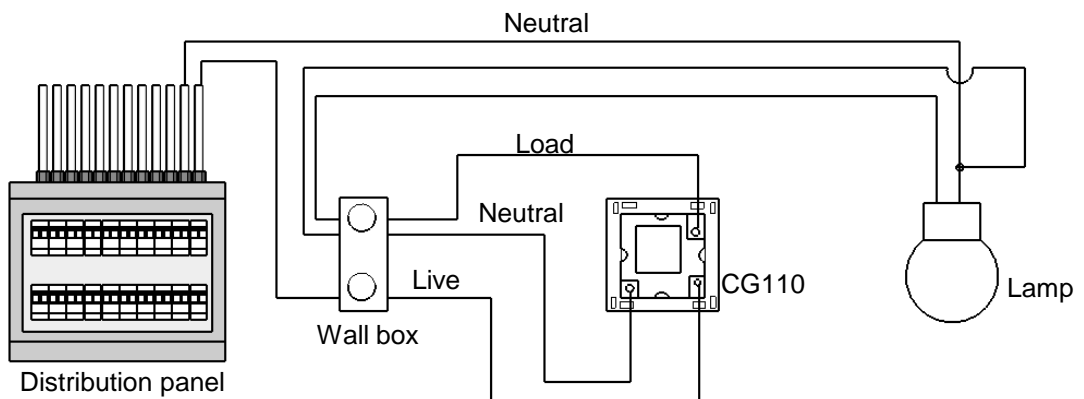 Neutral
Load
Neutral
Live
CG110
Lamp
Wall box
Distribution panel